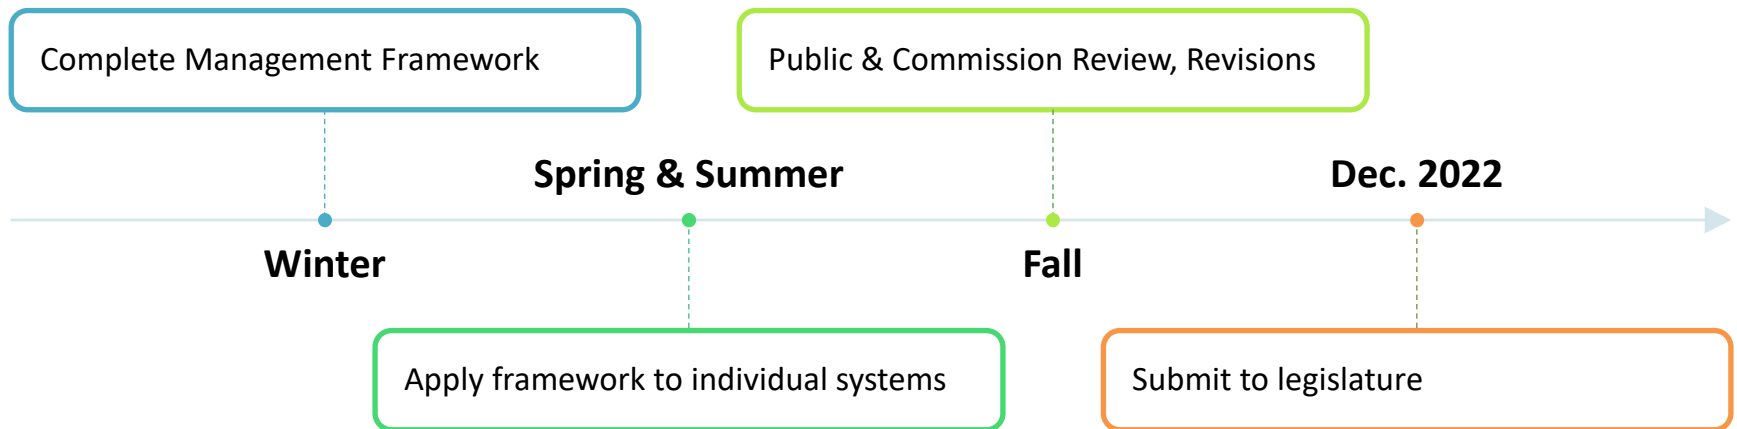 Complete Management Framework
Public & Commission Review, Revisions
Spring & Summer
Dec. 2022
Winter
Fall
Apply framework to individual systems
Submit to legislature